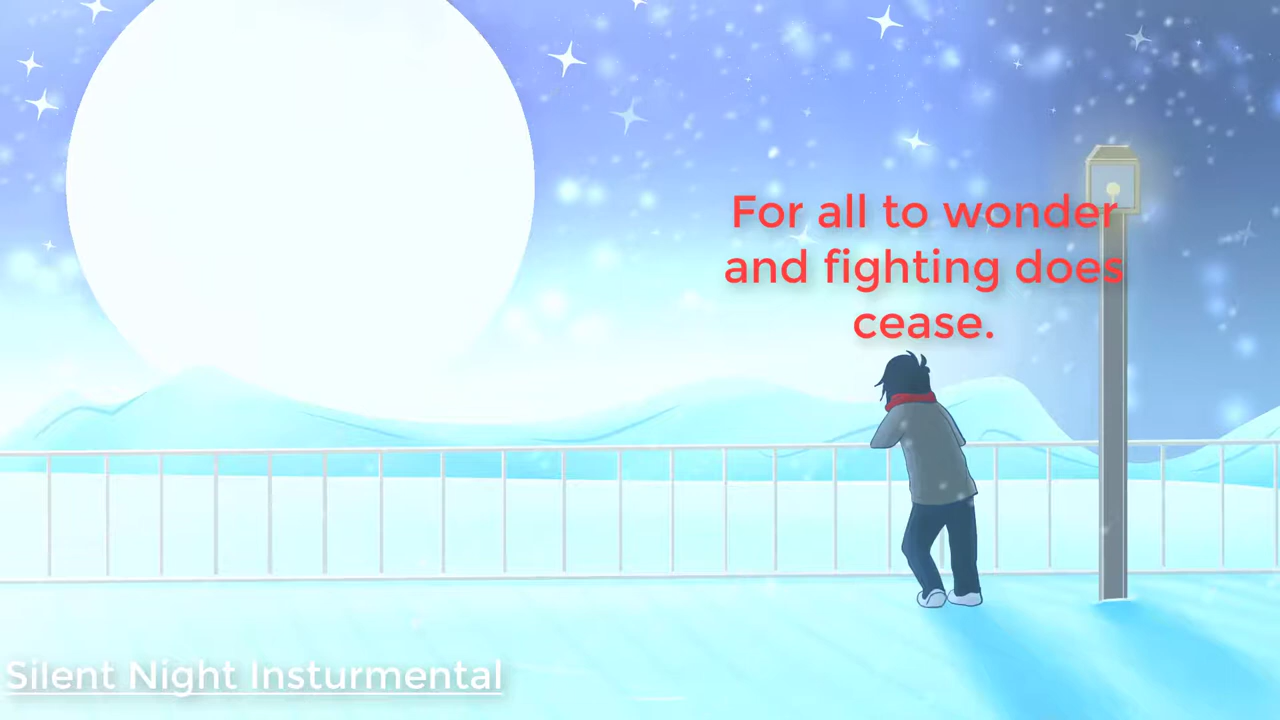 For all to wonder
and fighting does
cease.
Silent Night Insturmental